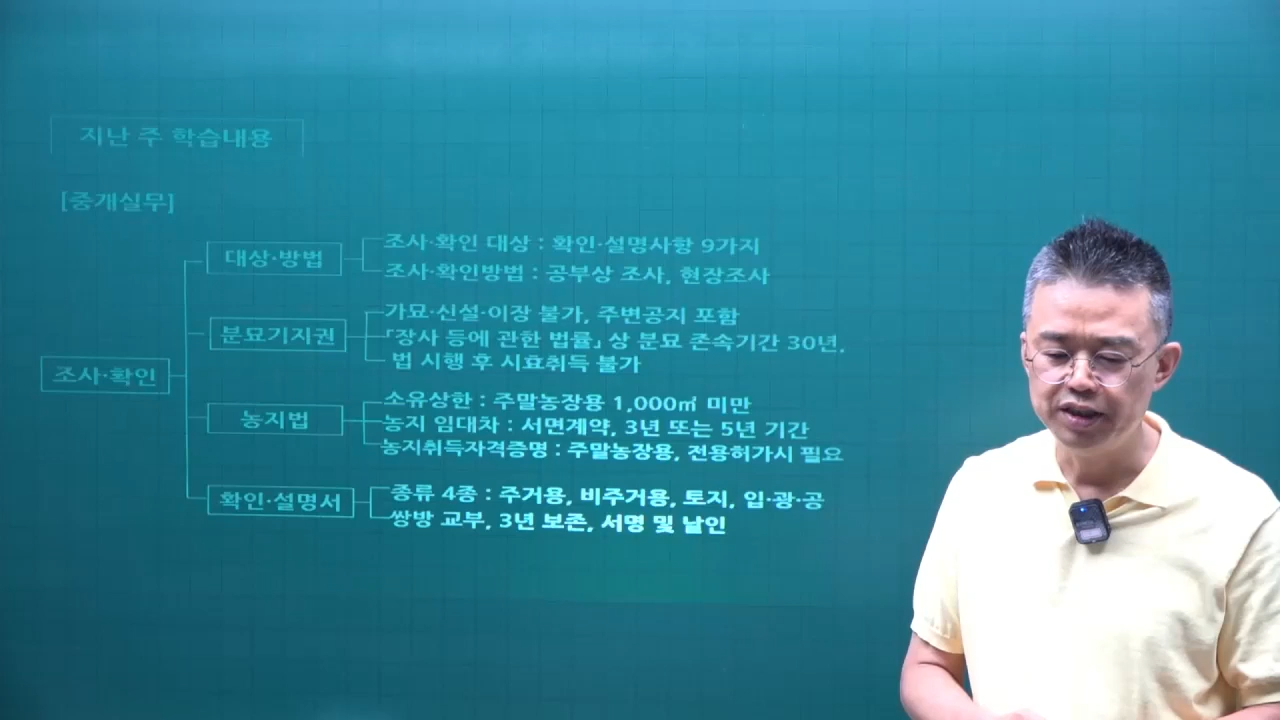 지난 주 학습내용
[중개실무]
조사·확인
대상·방법
조사·확인 대상 : 확인·설명사항 9가지
조사·확인방법 : 공부상 조사, 현장조사
분묘기지권
가묘·신설·이장 불가, 주변공지 포함
「장사 등에 관한 법률」 상 분묘 존속기간 30년,
법 시행 후 시효취득 불가
농지법
소유상한 : 주말농장용 1,000㎡ 미만
농지 임대차 : 서면계약, 3년 또는 5년 기간
농지취득자격증명 : 주말농장용, 전용허가시 필요
확인·설명서
종류 4종 : 주거용, 비주거용, 토지, 입·광·공
쌍방 교부, 3년 보존, 서명 및 날인